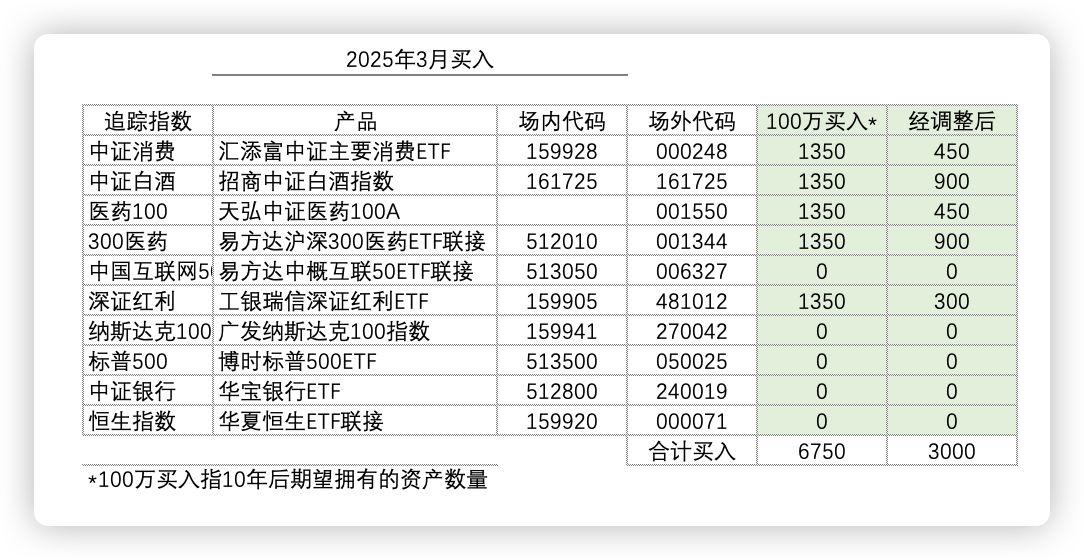 2025年3月买入
追踪指数 产品 场内代码 场外代码 100万买入* 经调整后
中证消费 汇添富中证主要消费ETF 159928 000248 1350 450
中证白酒 招商中证白酒指数 161725 161725 1350 900
医药100 天弘中证医药100A 001550 1350 450
300医药 易方达沪深300医药ETF联接 512010 001344 1350 900
中国互联网5 易方达中概互联50ETF联接 513050 006327 0 0
深证红利 工银瑞信深证红利ETF 159905 481012 1350 300
纳斯达克100 广发纳斯达克100指数 159941 270042 0 0
标普500 博时标普500ETF 513500 050025 0 0
中证银行 华宝银行ETF 512800 240019 0 0
恒生指数 华夏恒生ETF联接 159920 000071 0 0
合计买入 6750 3000
*100万买入指10年后期望拥有的资产数量